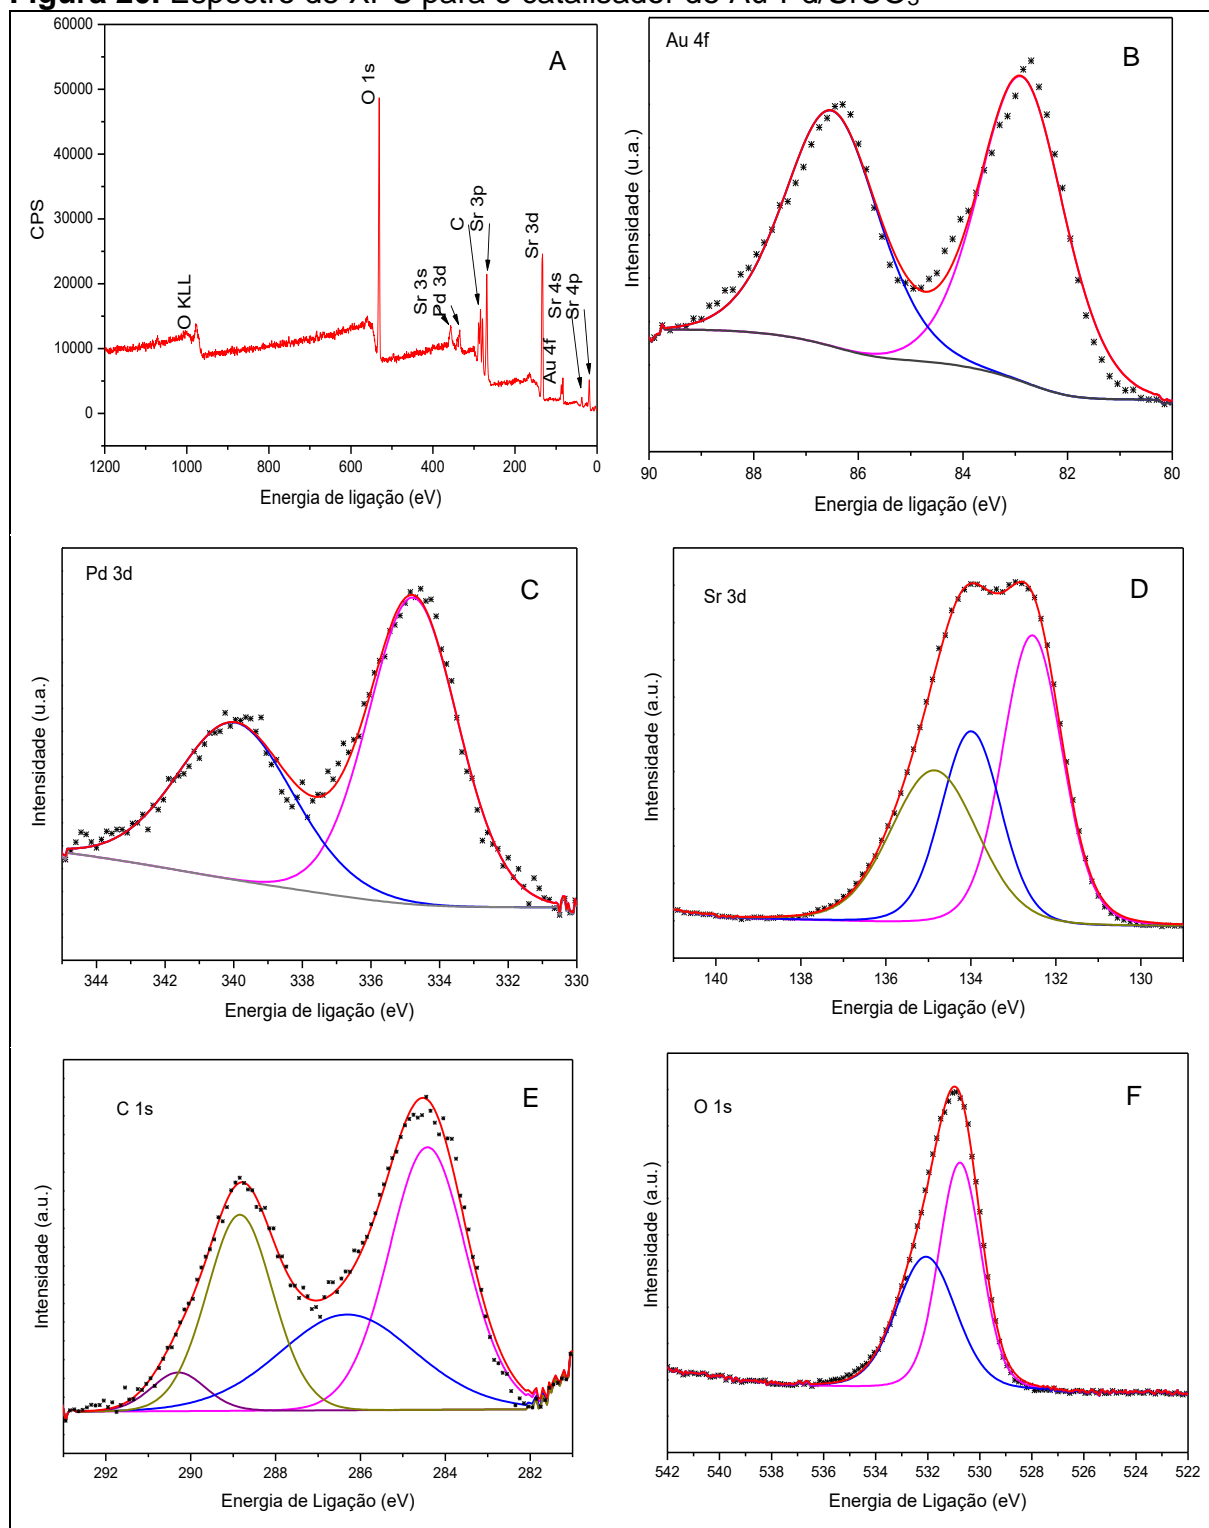 Figura 20. Espectro de XPS para o catalisador de Au-Pd/SrCO3
A
60000
50000
40000
30000
20000
10000
0
CPS
O KLL
O 1s
Sr 3s
Pd 3d
C
Sr 3p
Sr 3d
Au 4f
Sr 4s
Sr 4p
1200 1000 800 600 400 200 0
Energia de ligação (eV)
Au 4f
B
Intensidade (u.a.)
90 88 86 84 82 80
Energia de ligação (eV)
Pd 3d
C
Intensidade (u.a.)
344 342 340 338 336 334 332 330
Energia de ligação (eV)
Sr 3d
D
Intensidade (a.u.)
140 138 136 134 132 130
Energia de Ligação (eV)
C 1s
E
Intensidade (a.u.)
292 290 288 286 284 282
Energia de Ligação (eV)
O 1s
F
Intensidade (a.u.)
542 540 538 536 534 532 530 528 526 524 522
Energia de Ligação (eV)